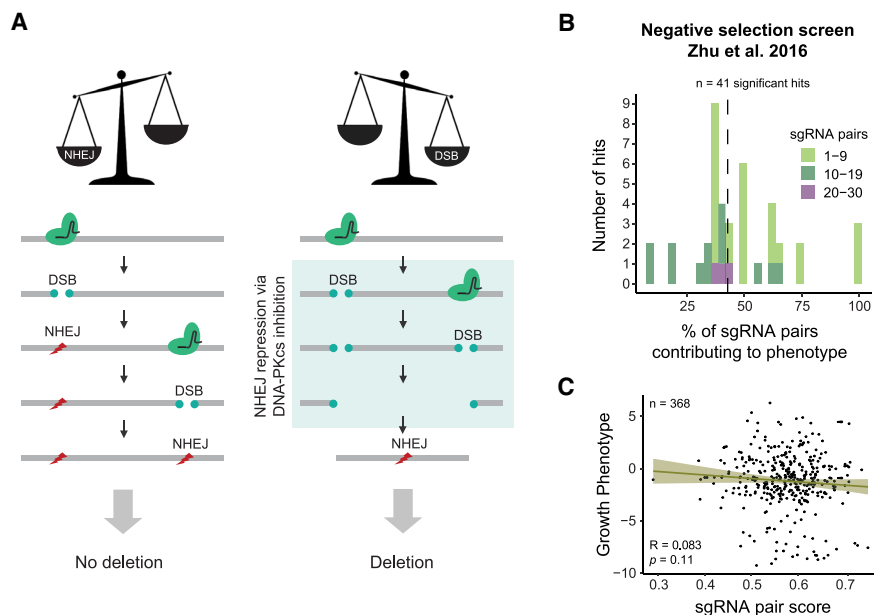 A
NHEJ
DSB
DSB
NHEJ
DSB
NHEJ
No deletion
NHEJ repression via
DNA-PKcs inhibition
DSB
DSB
NHEJ
Deletion
B
Negative selection screen
Zhu et al. 2016
n = 41 significant hits
9
8
7
6
5
4
3
2
1
0
Number of hits
sgRNA pairs
1–9
10–19
20–30
25 50 75 100
% of sgRNA pairs
contributing to phenotype
C
n = 368
5
0
−5
−10
Growth Phenotype
R = 0.083
p = 0.11
0.3 0.4 0.5 0.6 0.7
sgRNA pair score